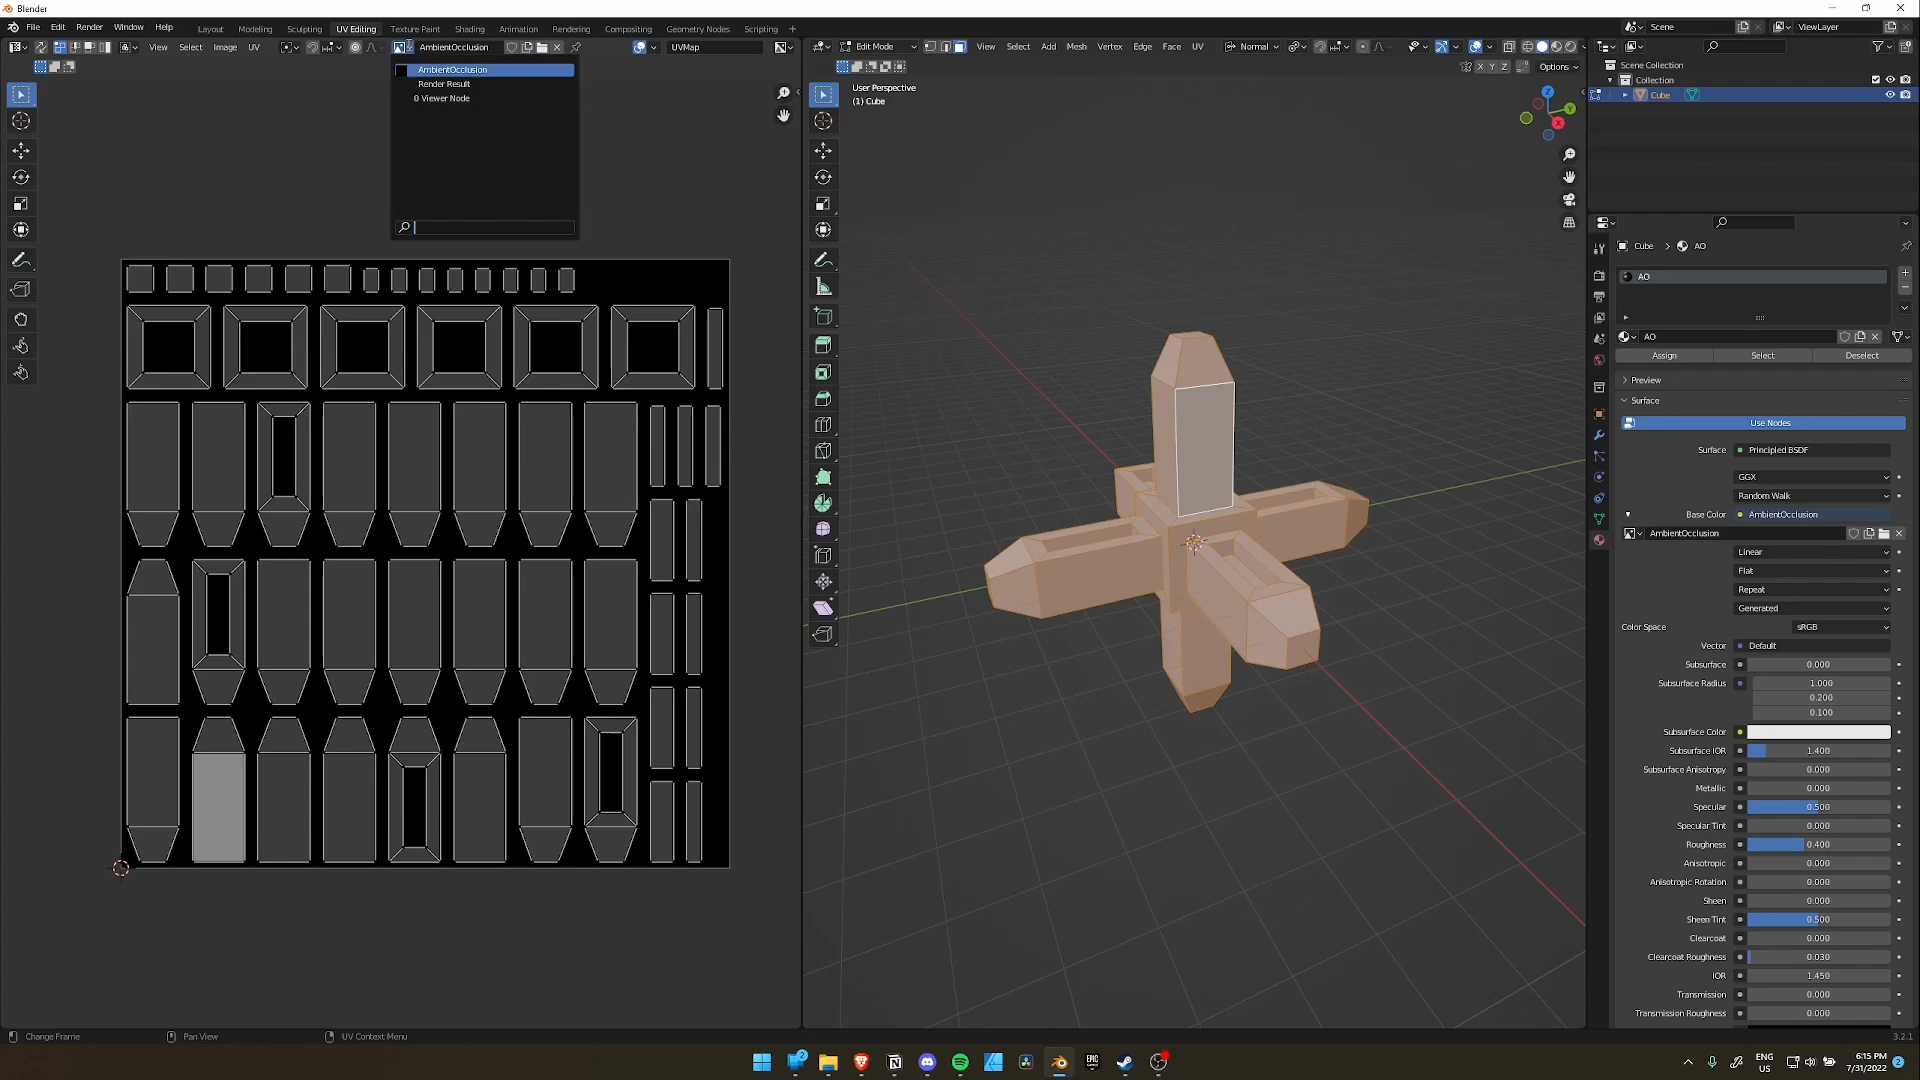 Blender
File Edit Render Window Help
Layout Modeling Sculpting UV Editing Texture Paint Shading Animation Rendering Compositing Geometry Nodes Scripting +
Scene
ViewLayer
View Select Image UV
AmbientOcclusion
UVMap
Edit Mode
View Select Add Mesh Vertex Edge Face UV
Normal
X Y Z
Options
AmbientOcclusion
Render Result
0 Viewer Node
User Perspective
(1) Cube
Z
Y
X
Scene Collection
Collection
Cube
Cube > AO
AO
AO
Assign Select Deselect
Preview
Surface
Use Nodes
Surface Principled BSDF
GGX
Random Walk
Base Color AmbientOcclusion
AmbientOcclusion
Linear
Flat
Repeat
Generated
Color Space sRGB
Vector Default
Subsurface 0.000
Subsurface Radius 1.000
0.200
0.100
Subsurface Color
Subsurface IOR 1.400
Subsurface Anisotropy 0.000
Metallic 0.000
Specular 0.500
Specular Tint 0.000
Roughness 0.400
Anisotropic 0.000
Anisotropic Rotation 0.000
Sheen 0.000
Sheen Tint 0.500
Clearcoat 0.000
Clearcoat Roughness 0.030
IOR 1.450
Transmission 0.000
Transmission Roughness 0.000
Change Frame
Pan View
UV Context Menu
3.2.1
2
EPIC
GAMES
ENG
US
6:15 PM
7/31/2022
2